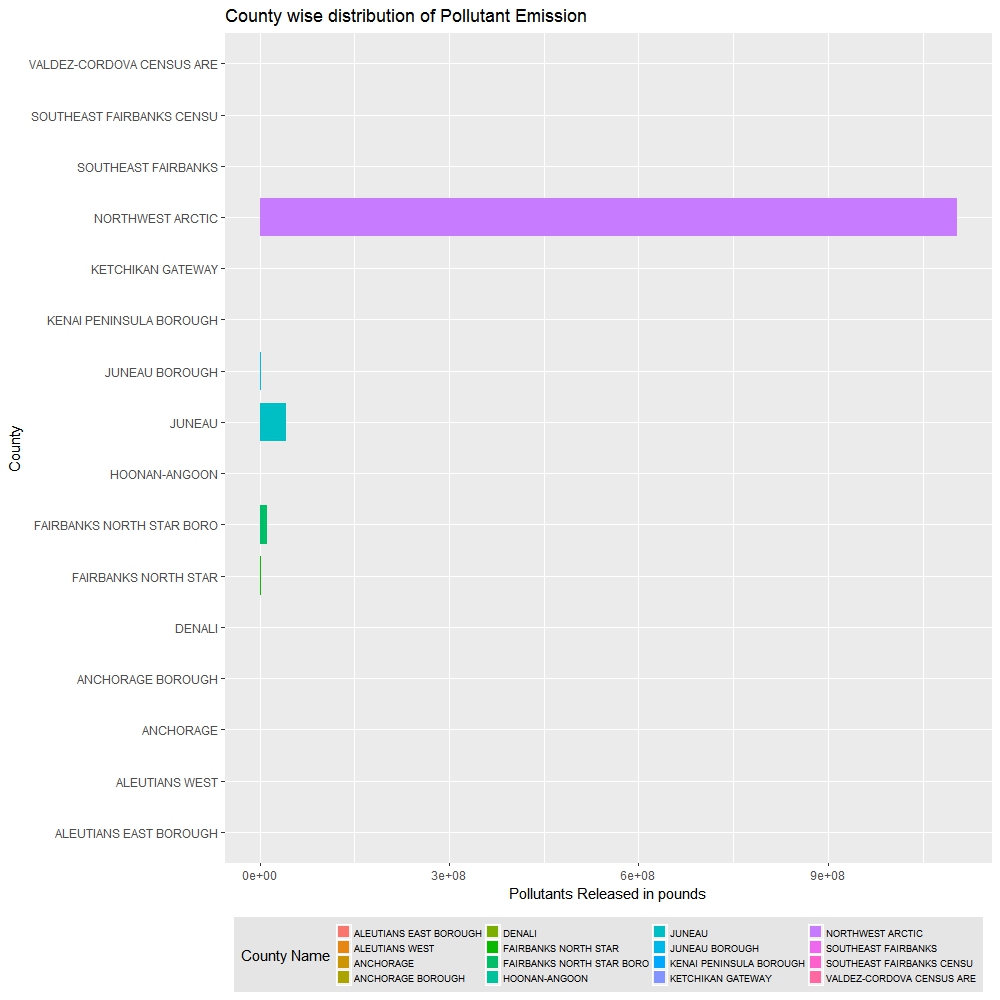 County wise distribution of Pollutant Emission
VALDEZ-CORDOVA CENSUS ARE
SOUTHEAST FAIRBANKS CENSU
SOUTHEAST FAIRBANKS
NORTHWEST ARCTIC
KETCHIKAN GATEWAY
KENAI PENINSULA BOROUGH
JUNEAU BOROUGH
JUNEAU
HOONAN-ANGOON
FAIRBANKS NORTH STAR BORO
FAIRBANKS NORTH STAR
DENALI
ANCHORAGE BOROUGH
ANCHORAGE
ALEUTIANS WEST
ALEUTIANS EAST BOROUGH
County
0e+00 3e+08 6e+08 9e+08
Pollutants Released in pounds
County Name
ALEUTIANS EAST BOROUGH
ALEUTIANS WEST
ANCHORAGE
ANCHORAGE BOROUGH
DENALI
FAIRBANKS NORTH STAR
FAIRBANKS NORTH STAR BORO
HOONAN-ANGOON
JUNEAU
JUNEAU BOROUGH
KENAI PENINSULA BOROUGH
KETCHIKAN GATEWAY
NORTHWEST ARCTIC
SOUTHEAST FAIRBANKS
SOUTHEAST FAIRBANKS CENSU
VALDEZ-CORDOVA CENSUS ARE